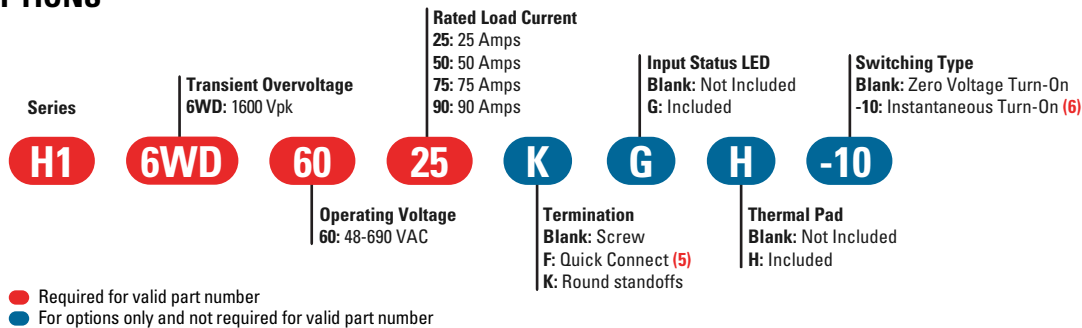 Rated Load Current
25: 25 Amps
50: 50 Amps
75: 75 Amps
90: 90 Amps
Transient Overvoltage
6WD: 1600 Vpk
Input Status LED
Blank: Not Included
G: Included
Switching Type
Blank: Zero Voltage Turn-On
-10: Instantaneous Turn-On (6)
Series
H1 6WD 60 25 K G H -10
Operating Voltage
60: 48-690 VAC
Termination
Blank: Screw
F: Quick Connect (5)
K: Round standoffs
Thermal Pad
Blank: Not Included
H: Included
Required for valid part number
For options only and not required for valid part number